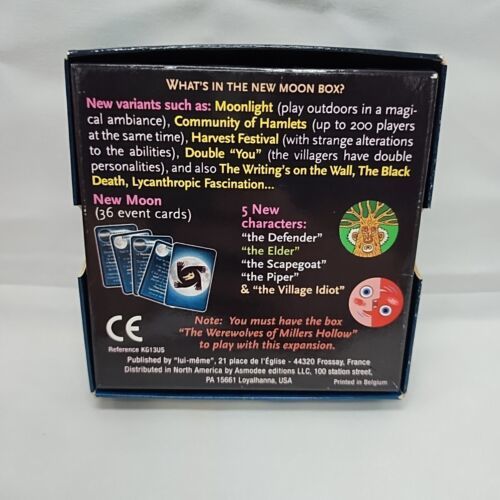 WHAT'S IN THE NEW MOON BOX?
New variants such as: Moonlight (play outdoors in a magi-
cal ambiance), Community of Hamlets (up to 200 players
at the same time), Harvest Festival (with strange alterations
to the abilities), Double "You" (the villagers have double
personalities), and also The Writing's on the Wall, The Black
Death, Lycanthropic Fascination...
New Moon
(36 event cards)
5 New
characters:
"the Defender"
"the Elder"
"the Scapegoat"
"the Piper"
& "the Village Idiot"
Note: You must have the box
"The Werewolves of Millers Hollow"
to play with this expansion.
CE
Reference KG13US
Published by "lui-même", 21 place de l'Église - 44320 Frossay, France
Distributed in North America by Asmodee editions LLC, 100 station street,
PA 15661 Loyalhanna, USA
Printed in Belgium